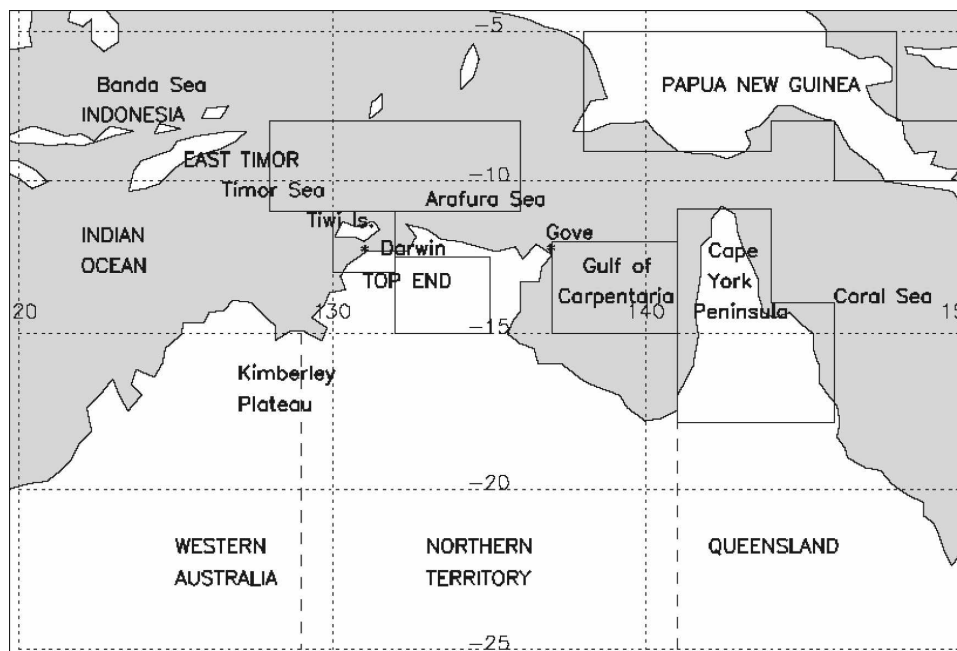 -5
Banda Sea
INDONESIA
PAPUA NEW GUINEA
EAST TIMOR
Timor Sea
-10
Arafura Sea
Tiwi Is.
INDIAN
OCEAN
* Darwin
Gove
*
TOP END
Gulf of
Carpentaria
Cape
York
Peninsula
Coral Sea
20
130
-15
140
15
Kimberley
Plateau
-20
WESTERN
AUSTRALIA
NORTHERN
TERRITORY
QUEENSLAND
-25